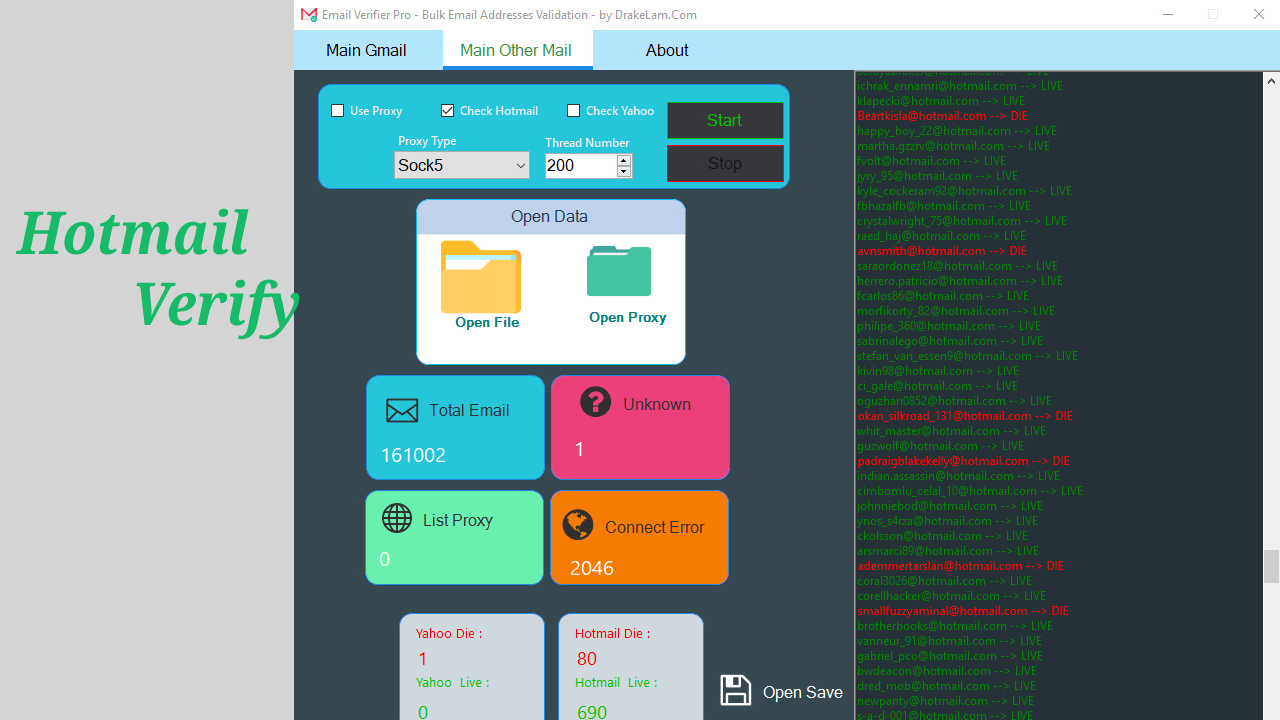 Email Verifier Pro - Bulk Email Addresses Validation - by DrakeLam.Com
Main Gmail
Main Other Mail
About
Use Proxy
Check Hotmail
Check Yahoo
Start
Proxy Type
Thread Number
Sock5
200
Stop
Hotmail
Verify
Open Data
Open File
Open Proxy
Total Email
161002
Unknown
1
List Proxy
0
Connect Error
2046
Yahoo Die :
1
Yahoo Live :
0
Hotmail Die :
80
Hotmail Live :
690
Open Save
ichrak_ennamri@hotmail.com --> LIVE
klapecki@hotmail.com --> LIVE
Beartkisla@hotmail.com --> DIE
happy_boy_22@hotmail.com --> LIVE
martha.gzzrv@hotmail.com --> LIVE
fvolt@hotmail.com --> LIVE
jyry_95@hotmail.com --> LIVE
kyle_cockeram92@hotmail.com --> LIVE
fbhazalfb@hotmail.com --> LIVE
crystalwright_75@hotmail.com --> LIVE
raed_haj@hotmail.com --> LIVE
avnsmith@hotmail.com --> DIE
saraordonez18@hotmail.com --> LIVE
herrero.patricio@hotmail.com --> LIVE
fcarlos86@hotmail.com --> LIVE
morfikorty_82@hotmail.com --> LIVE
philipe_360@hotmail.com --> LIVE
sabrinalego@hotmail.com --> LIVE
stefan_van_essen9@hotmail.com --> LIVE
kivin98@hotmail.com --> LIVE
ci_gale@hotmail.com --> LIVE
oguzhan0852@hotmail.com --> LIVE
okan_silkroad_131@hotmail.com --> DIE
whit_master@hotmail.com --> LIVE
guzwolf@hotmail.com --> LIVE
padraigblakekelly@hotmail.com --> DIE
indian.assassin@hotmail.com --> LIVE
cimbomlu_celal_10@hotmail.com --> LIVE
johnniebod@hotmail.com --> LIVE
ynos_s4rza@hotmail.com --> LIVE
ckolsson@hotmail.com --> LIVE
arsmarci89@hotmail.com --> LIVE
ademmertarslan@hotmail.com --> DIE
coral3026@hotmail.com --> LIVE
corellhacker@hotmail.com --> LIVE
smallfuzzyaminal@hotmail.com --> DIE
brotherbooks@hotmail.com --> LIVE
vanneur_91@hotmail.com --> LIVE
gabriel_pco@hotmail.com --> LIVE
bwdeacon@hotmail.com --> LIVE
dred_mob@hotmail.com --> LIVE
newpanty@hotmail.com --> LIVE
s-a-d-001@hotmail.com --> LIVE